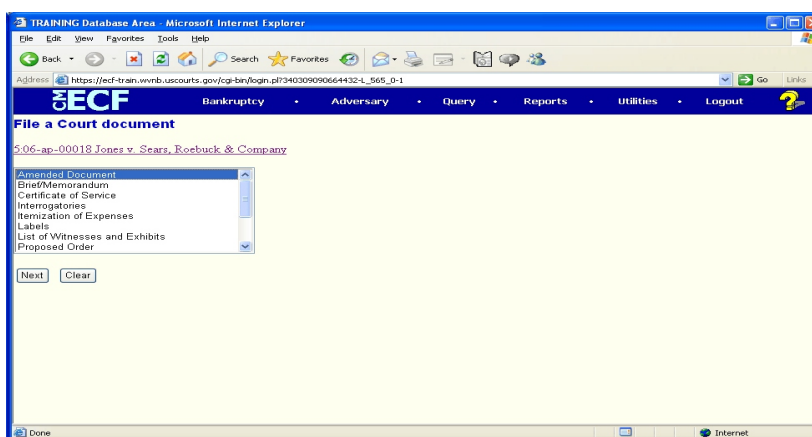 TRAINING Database Area - Microsoft Internet Explorer
File Edit View Favorites Tools Help
Back Search Favorites
Address https://ecf-train.wvnb.uscourts.gov/cgi-bin/login.pl?340309090664432-L_565_0-1 Go Links
CM ECF Bankruptcy • Adversary • Query • Reports • Utilities • Logout ?
File a Court document
5:06-ap-00018 Jones v. Sears, Roebuck & Company
Amended Document
Brief/Memorandum
Certificate of Service
Interrogatories
Itemization of Expenses
Labels
List of Witnesses and Exhibits
Proposed Order
Next Clear
Done Internet